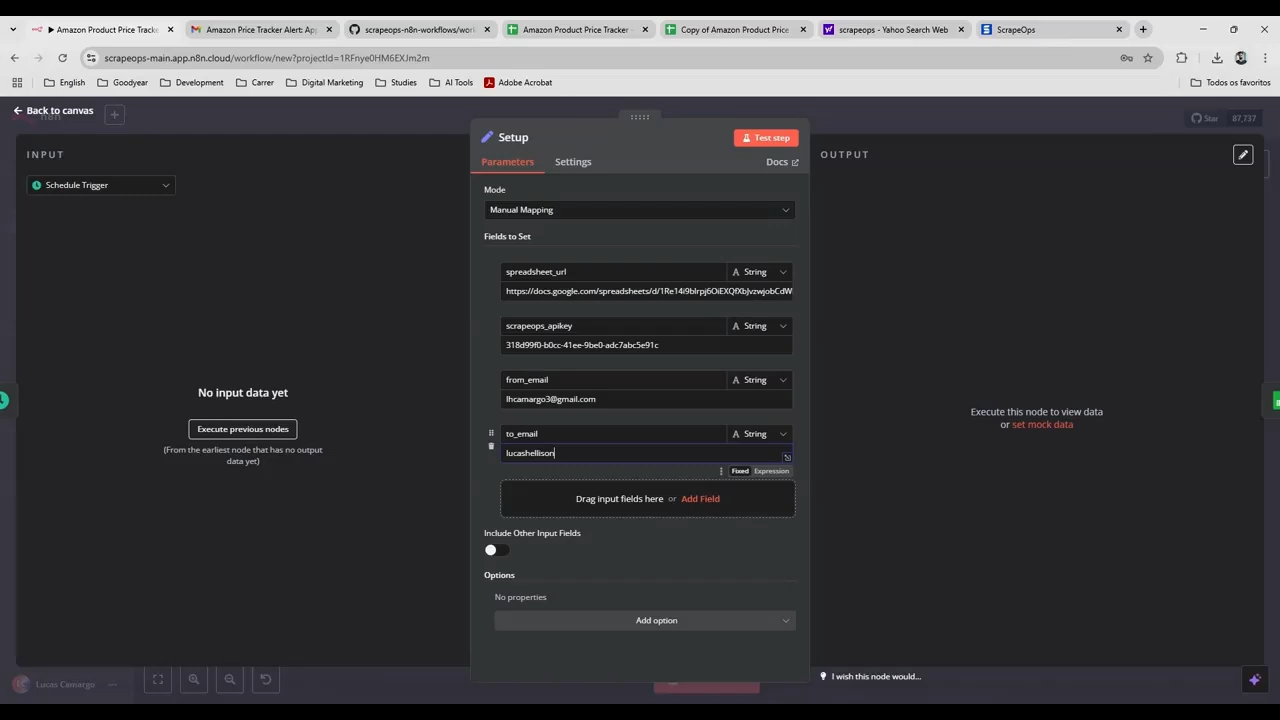 Amazon Product Price Track
Amazon Price Tracker Alert: App
scrapeops-n8n-workflows/work
Amazon Product Price Tracker
Copy of Amazon Product Price
scrapeops - Yahoo Search Web
ScrapeOps
scrapeops-main.app.n8n.cloud/workflow/new?projectId=1RFnye0HM6EXJm2m
English
Goodyear
Development
Carrer
Digital Marketing
Studies
AI Tools
Adobe Acrobat
Todos os favoritos
Back to canvas
Star 87,737
INPUT
Schedule Trigger
No input data yet
Execute previous nodes
(From the earliest node that has no output
data yet)
Setup
Test step
Parameters
Settings
Docs
Mode
Manual Mapping
Fields to Set
spreadsheet_url
String
https://docs.google.com/spreadsheets/d/1Re14i9blrpj6OiEXQfXbJvzwjobCdW
scrapeops_apikey
String
318d99f0-b0cc-41ee-9be0-adc7abc5e91c
from_email
String
lhcamargo3@gmail.com
to_email
String
lucashellison
Fixed
Expression
Drag input fields here or Add Field
Include Other Input Fields
Options
No properties
Add option
OUTPUT
Execute this node to view data
or set mock data
Lucas Camargo
I wish this node would...